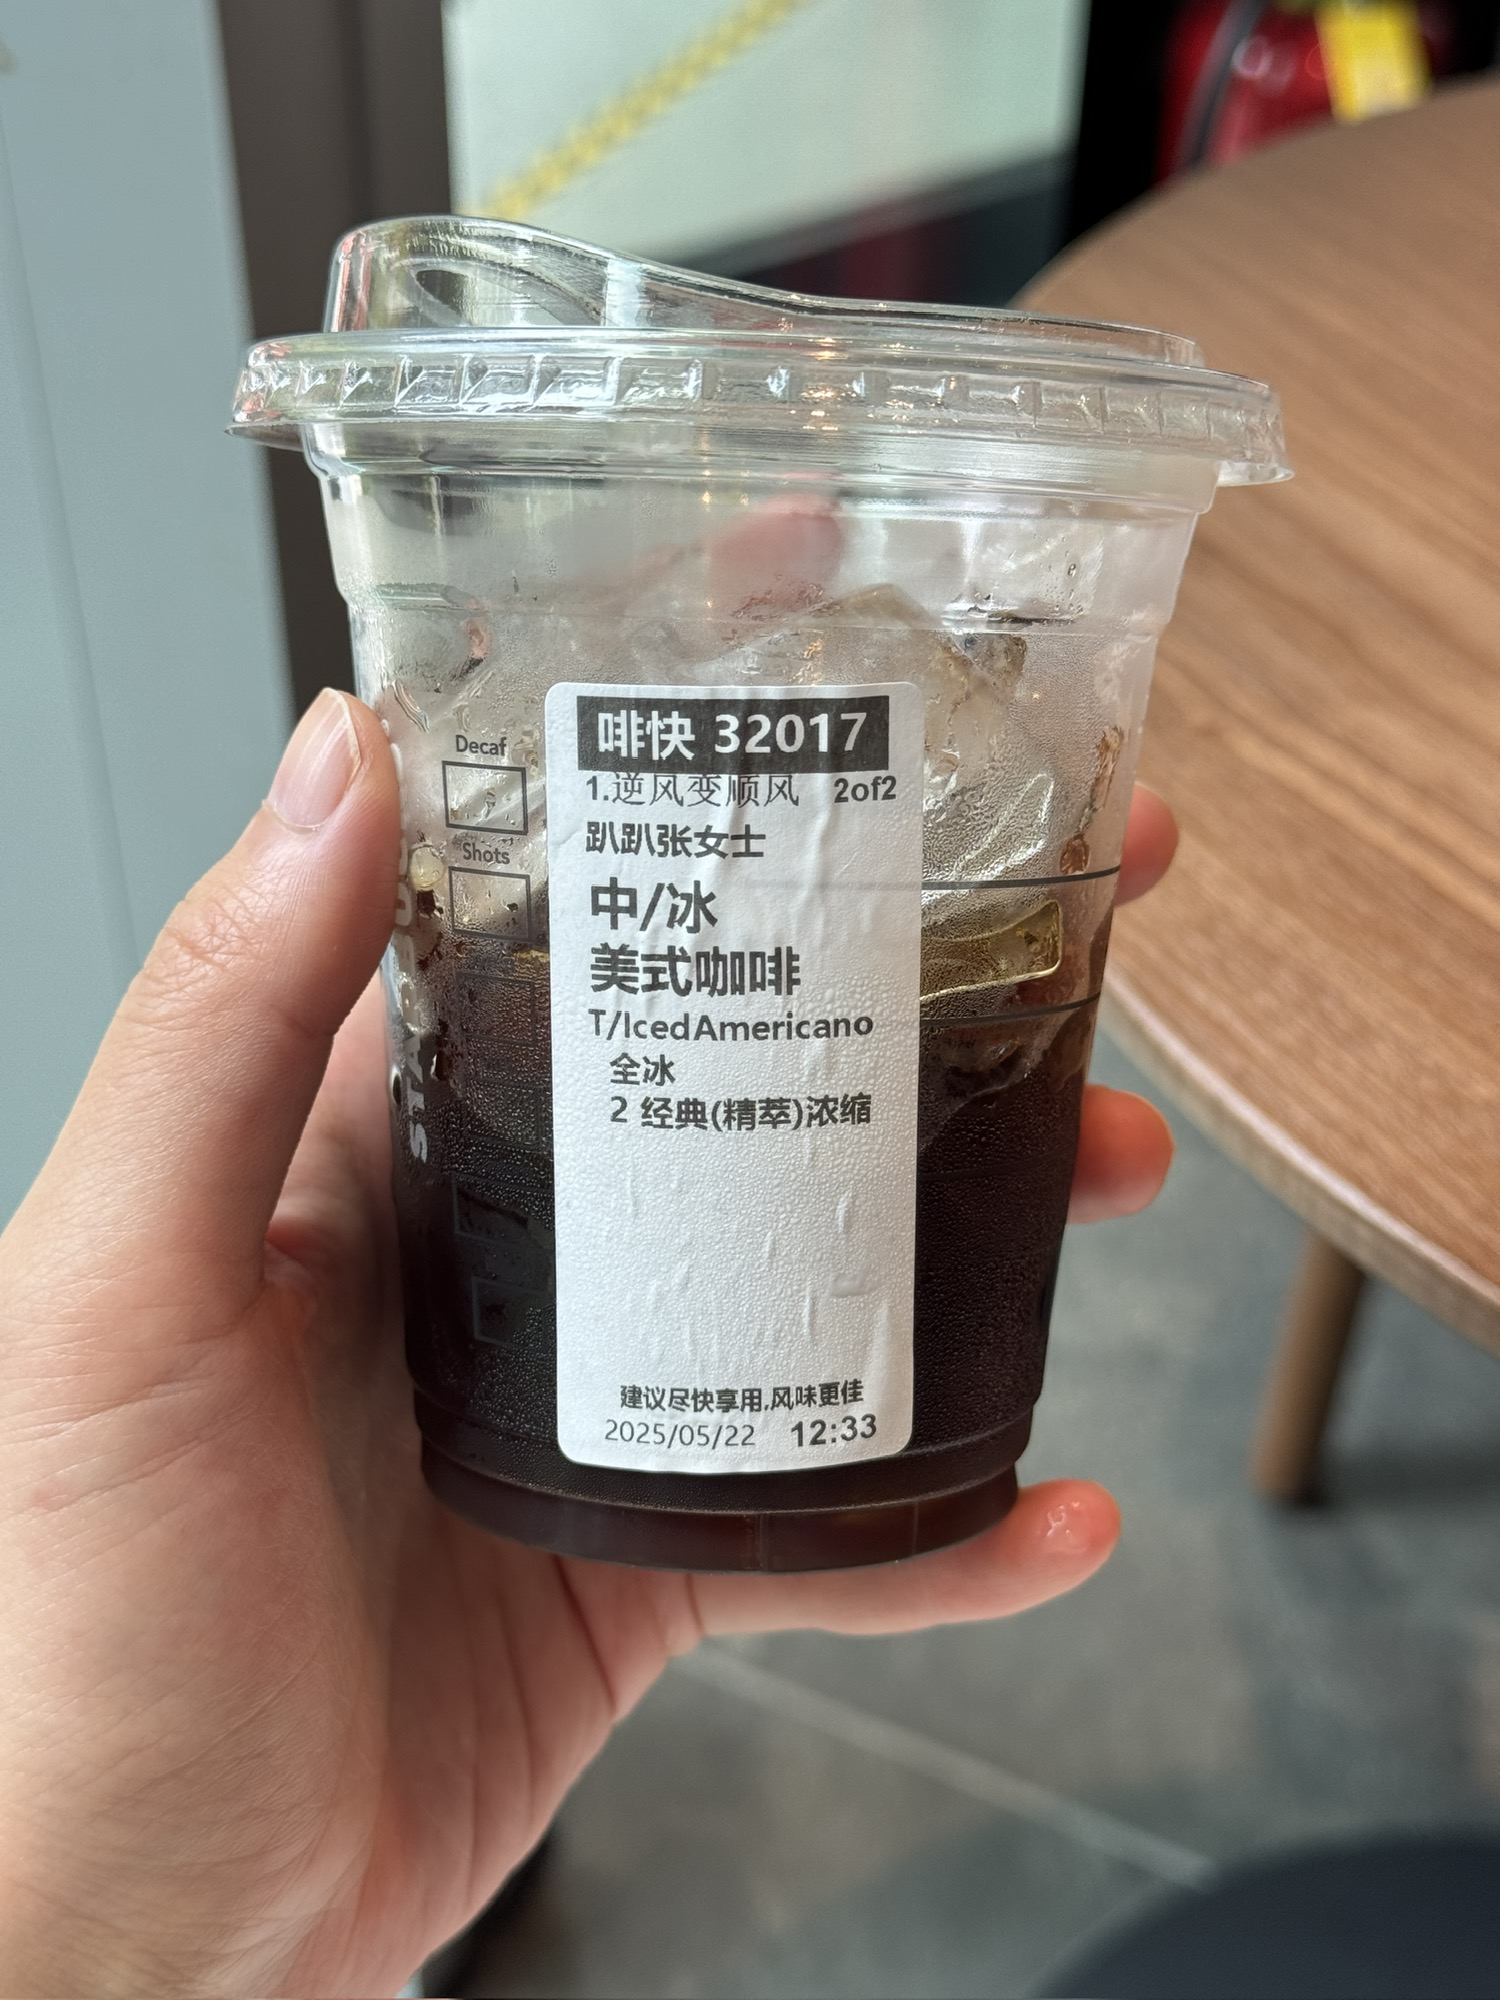 啡快 32017
1.逆风变顺风 2of2
趴趴张女士
中/冰
美式咖啡
T/IcedAmericano
全冰
2 经典(精萃)浓缩
建议尽快享用,风味更佳
2025/05/22 12:33
Decaf
Shots